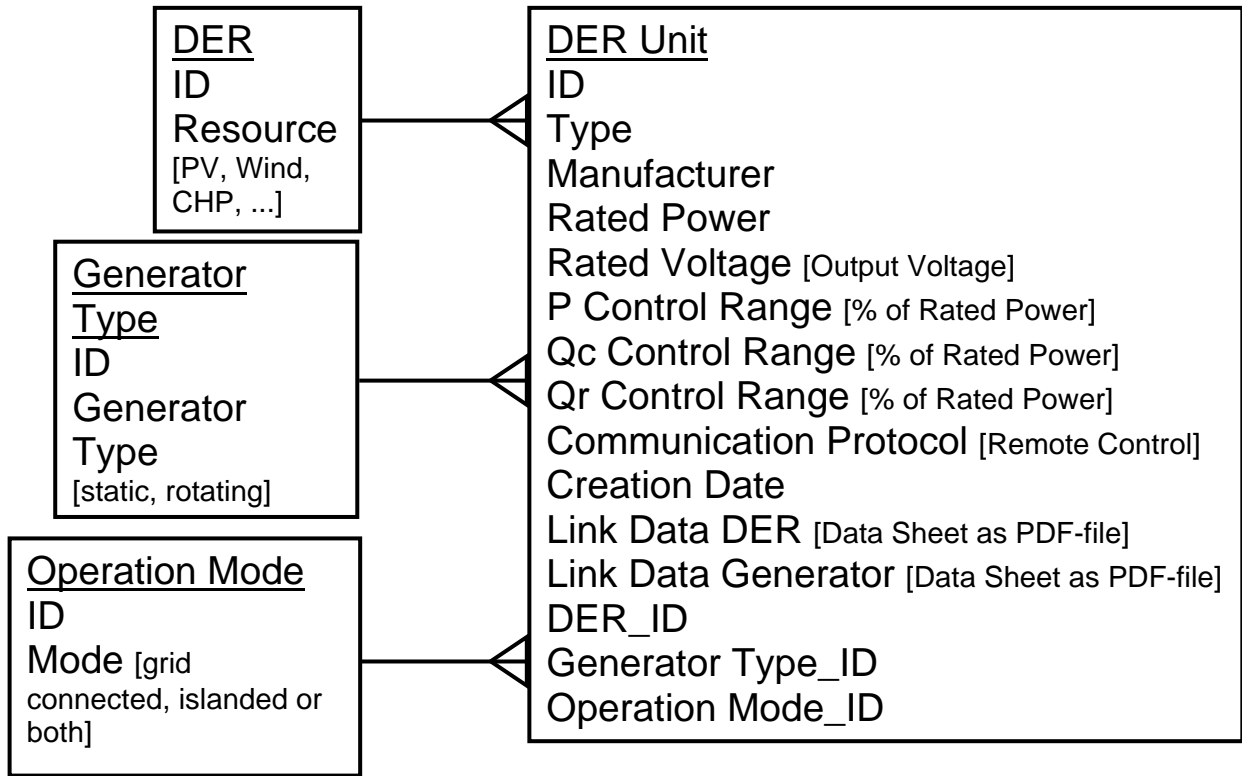 DER
ID
Resource
[PV, Wind,
CHP, ...]
Generator
Type
ID
Generator
Type
[static, rotating]
Operation Mode
ID
Mode [grid
connected, islanded or
both]
DER Unit
ID
Type
Manufacturer
Rated Power
Rated Voltage [Output Voltage]
P Control Range [% of Rated Power]
Qc Control Range [% of Rated Power]
Qr Control Range [% of Rated Power]
Communication Protocol [Remote Control]
Creation Date
Link Data DER [Data Sheet as PDF-file]
Link Data Generator [Data Sheet as PDF-file]
DER_ID
Generator Type_ID
Operation Mode_ID